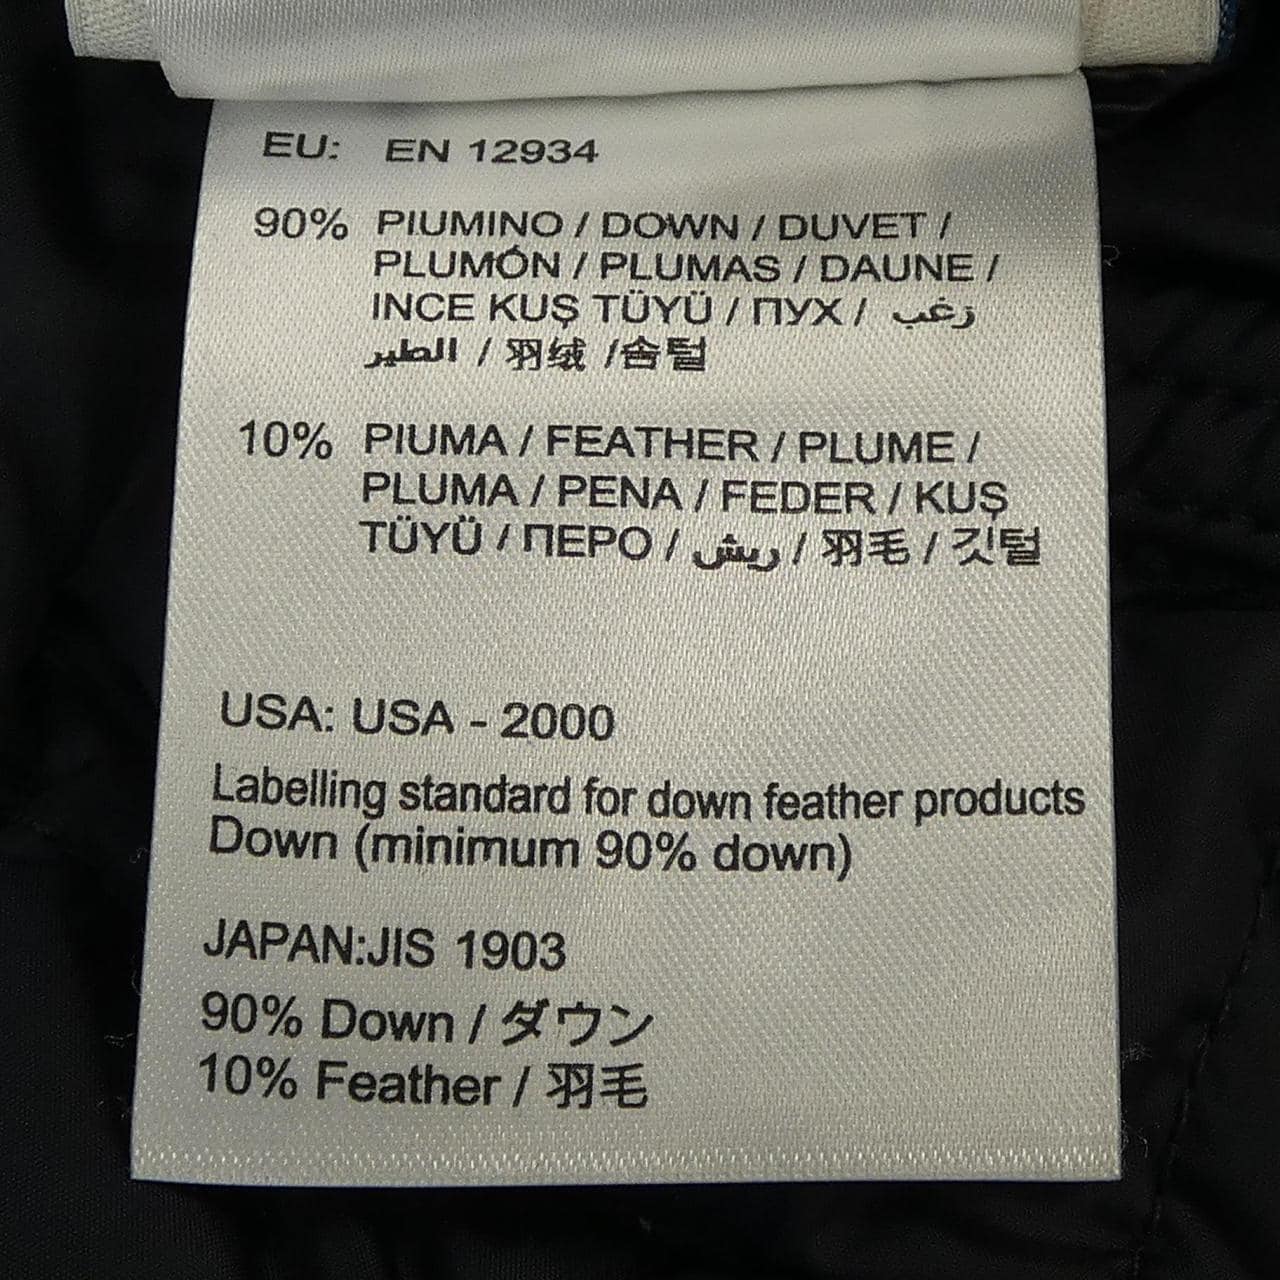 EU: EN 12934
90% PIUMINO / DOWN / DUVET /
PLUMÓN / PLUMAS / DAUNE /
INCE KUŞ TÜYÜ / ПУХ / زغب
الطير / 羽绒 /솜털
10% PIUMA / FEATHER / PLUME /
PLUMA / PENA / FEDER / KUŞ
TÜYÜ / ПЕРО / ريش / 羽毛 / 깃털
USA: USA - 2000
Labelling standard for down feather products
Down (minimum 90% down)
JAPAN:JIS 1903
90% Down / ダウン
10% Feather / 羽毛